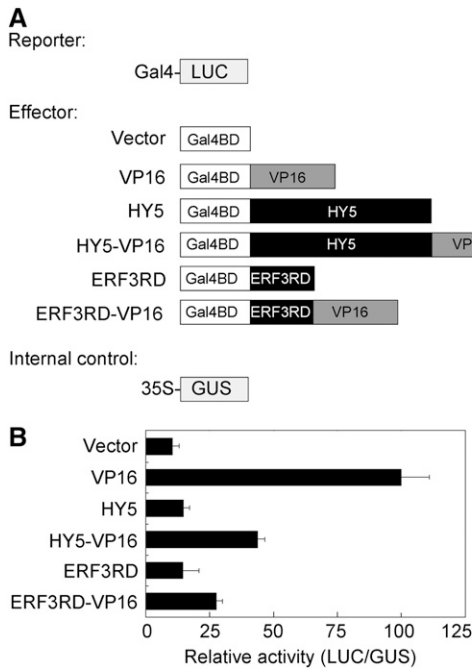 A
Reporter:
Gal4- LUC
Effector:
Vector Gal4BD
VP16 Gal4BD VP16
HY5 Gal4BD HY5
HY5-VP16 Gal4BD HY5 VP
ERF3RD Gal4BD ERF3RD
ERF3RD-VP16 Gal4BD ERF3RD VP16
Internal control:
35S- GUS
B
Vector
VP16
HY5
HY5-VP16
ERF3RD
ERF3RD-VP16
0 25 50 75 100 125
Relative activity (LUC/GUS)